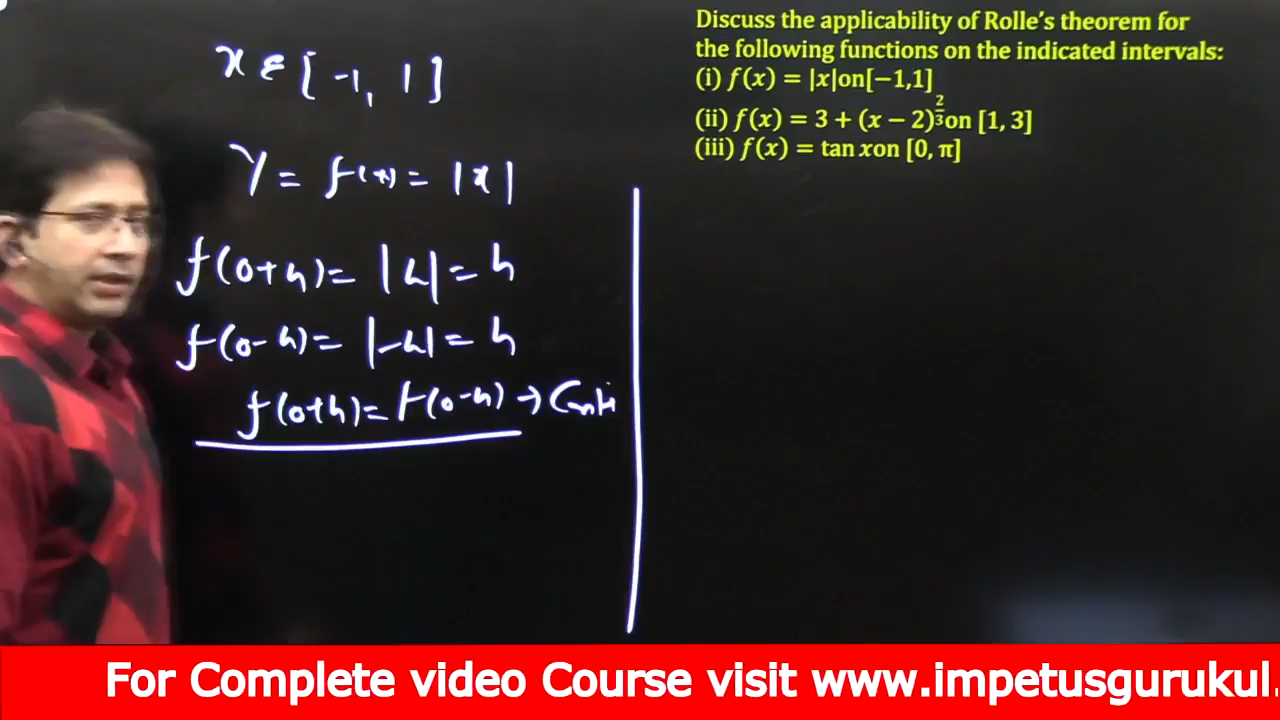 x ε [ -1, 1 ]
y = f(x) = |x|
f(0+h) = |h| = h
f(0-h) = |-h| = h
f(0+h) = f(0-h) → Conti
Discuss the applicability of Rolle's theorem for
the following functions on the indicated intervals:
(i) f(x) = |x|on[−1,1]
(ii) f(x) = 3 + (x − 2)^{2/3}on [1, 3]
(iii) f(x) = tan xon [0, π]
For Complete video Course visit www.impetusgurukul.